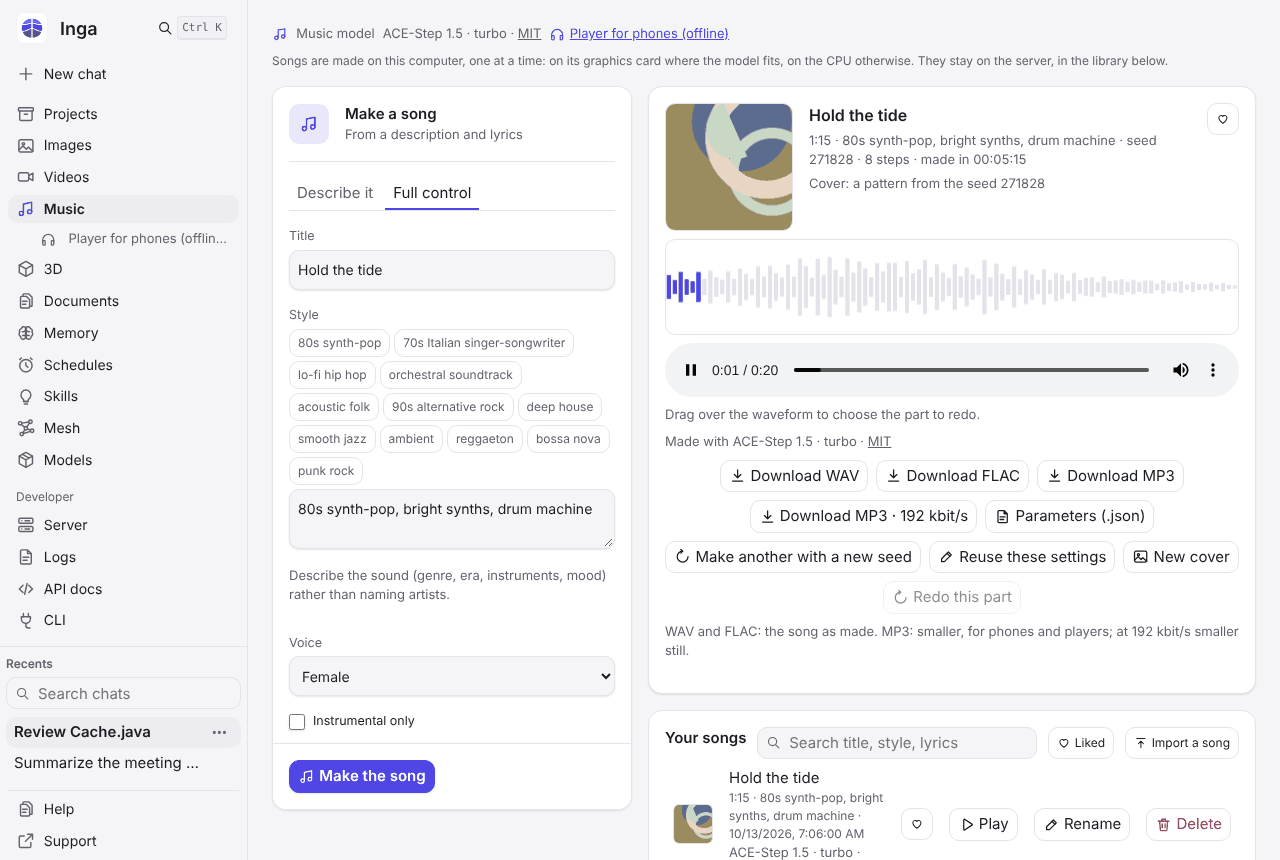 Inga
Ctrl K
New chat
Projects
Images
Videos
Music
Player for phones (offlin...
3D
Documents
Memory
Schedules
Skills
Mesh
Models
Developer
Server
Logs
API docs
CLI
Recents
Search chats
Review Cache.java
Summarize the meeting ...
Help
Support
Music model ACE-Step 1.5 · turbo · MIT Player for phones (offline)
Songs are made on this computer, one at a time: on its graphics card where the model fits, on the CPU otherwise. They stay on the server, in the library below.
Make a song
From a description and lyrics
Describe it Full control
Title
Hold the tide
Style
80s synth-pop 70s Italian singer-songwriter
lo-fi hip hop orchestral soundtrack
acoustic folk 90s alternative rock deep house
smooth jazz ambient reggaeton bossa nova
punk rock
80s synth-pop, bright synths, drum machine
Describe the sound (genre, era, instruments, mood)
rather than naming artists.
Voice
Female
Instrumental only
Make the song
Hold the tide
1:15 · 80s synth-pop, bright synths, drum machine · seed
271828 · 8 steps · made in 00:05:15
Cover: a pattern from the seed 271828
0:01 / 0:20
Drag over the waveform to choose the part to redo.
Made with ACE-Step 1.5 · turbo · MIT
Download WAV Download FLAC Download MP3
Download MP3 · 192 kbit/s Parameters (.json)
Make another with a new seed Reuse these settings New cover
Redo this part
WAV and FLAC: the song as made. MP3: smaller, for phones and players; at 192 kbit/s smaller
still.
Your songs Search title, style, lyrics Liked Import a song
Hold the tide
1:15 · 80s synth-pop, bright
synths, drum machine ·
10/13/2026, 7:06:00 AM
ACE-Step 1.5 · turbo ·
Play Rename Delete